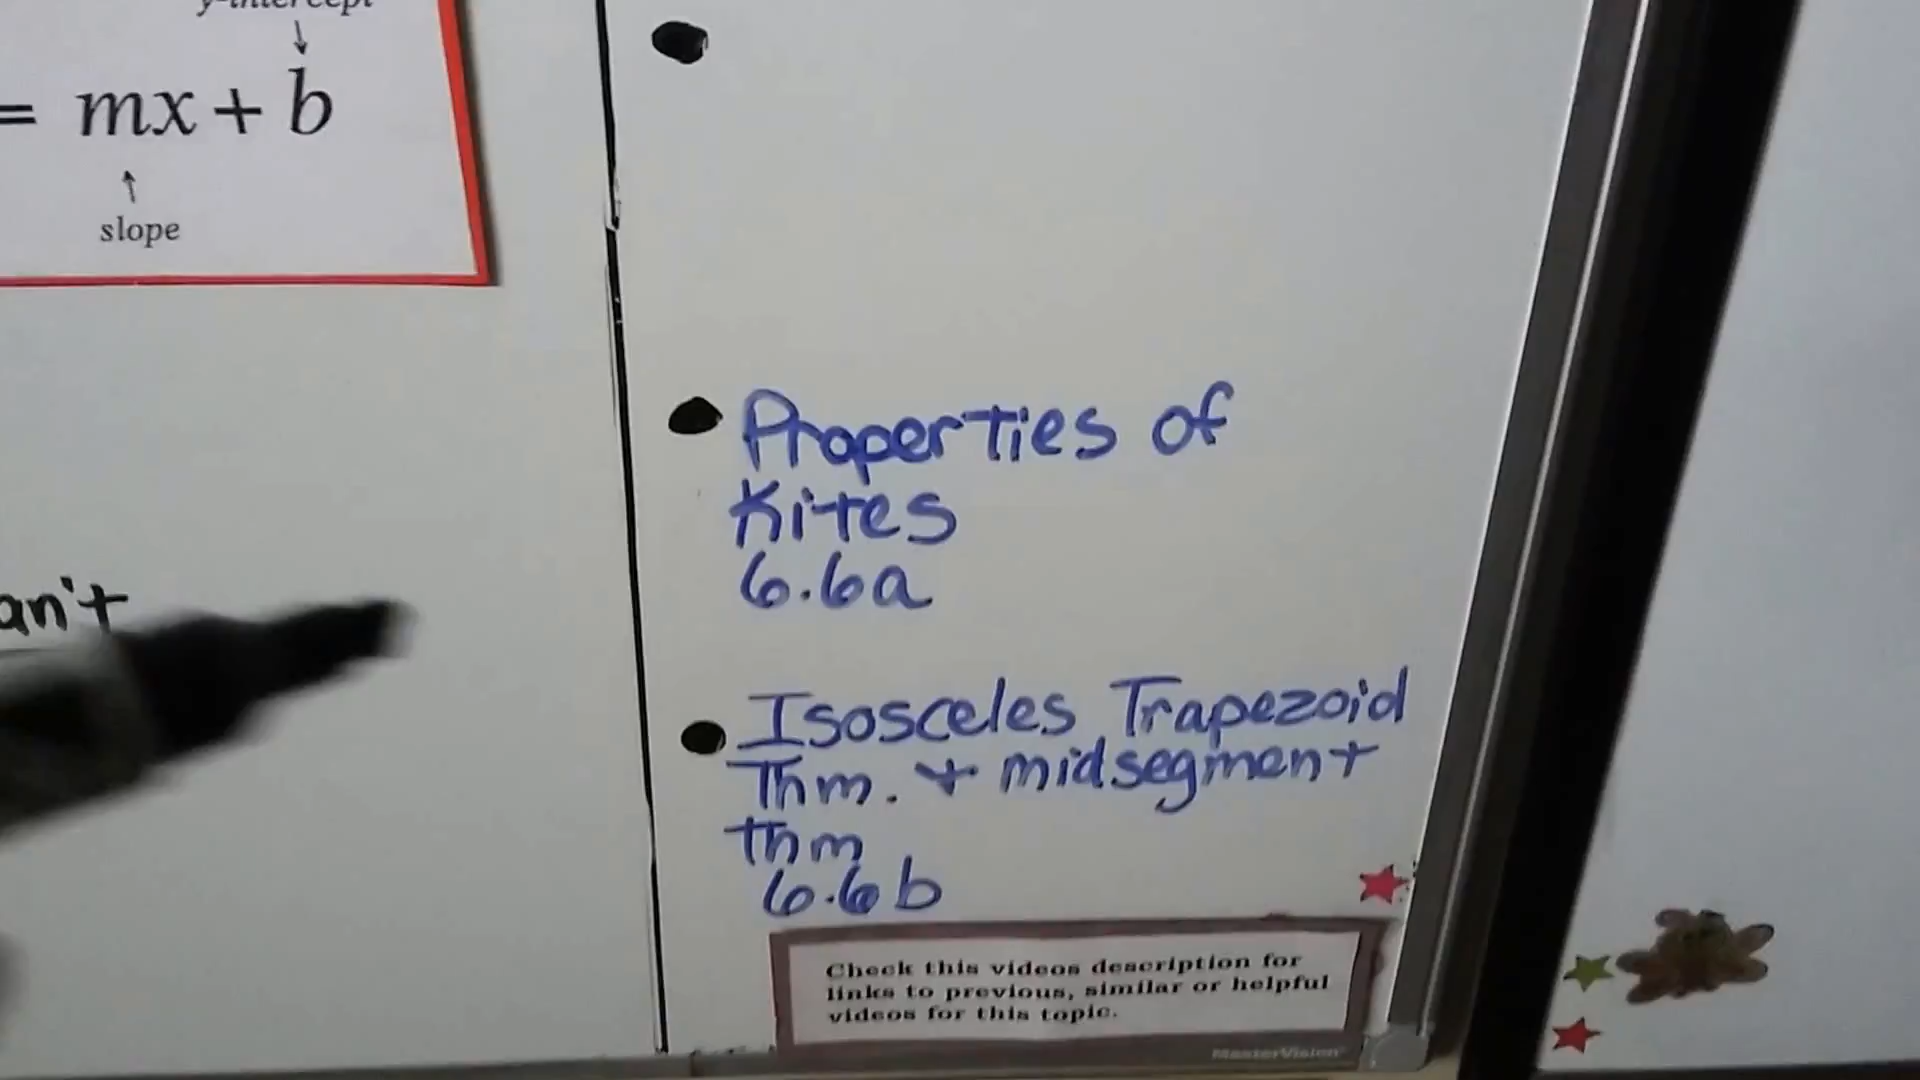 y-intercept
↓
= mx + b
↑
slope
an't
Properties of
Kites
6.6a
Isosceles Trapezoid
Thm. + midsegment
thm
6.6b
Check this videos description for
links to previous, similar or helpful
videos for this topic.
MasterVision